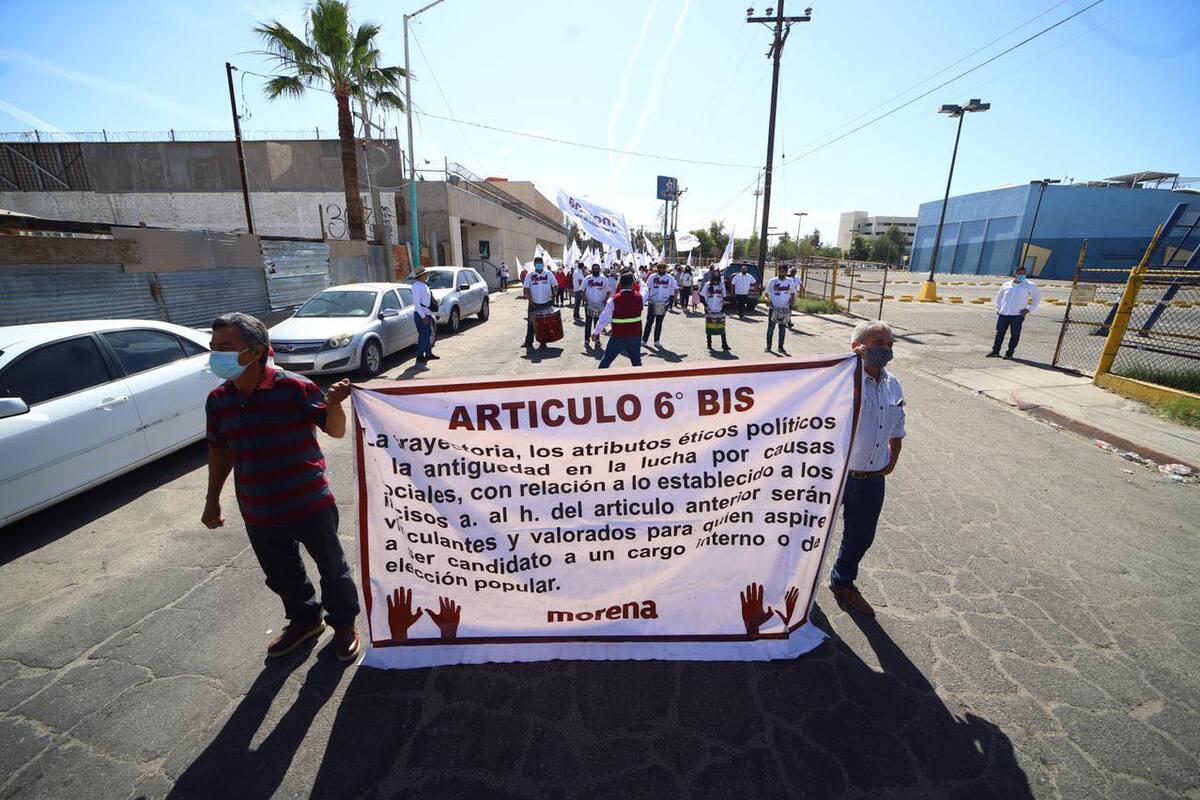 ARTICULO 6° BIS
La trayectoria, los atributos éticos políticos
la antigüedad en la lucha por causas
ociales, con relación a lo establecido a los
ncisos a. al h. del articulo anterior serán
vinculantes y valorados para quien aspire
a ser candidato a un cargo interno o de
elección popular.
morena